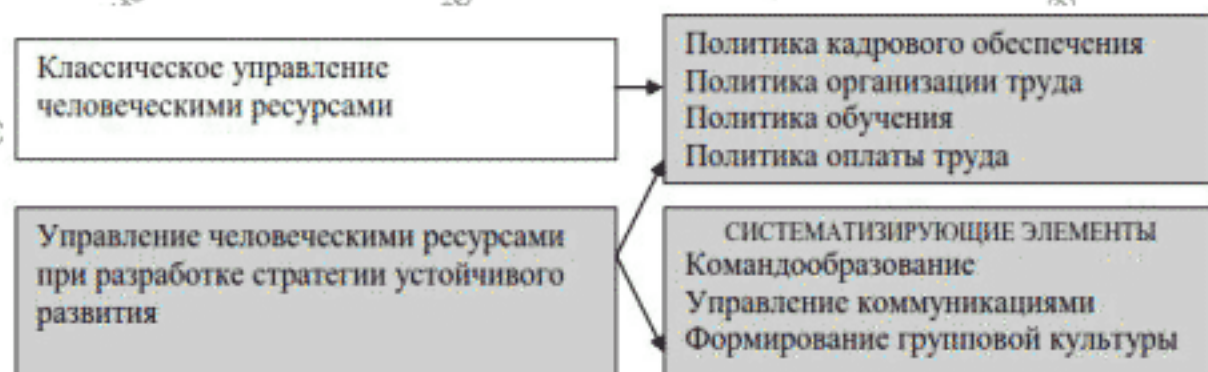 Классическое управление
человеческими ресурсами
Политика кадрового обеспечения
Политика организации труда
Политика обучения
Политика оплаты труда
Управление человеческими ресурсами
при разработке стратегии устойчивого
развития
СИСТЕМАТИЗИРУЮЩИЕ ЭЛЕМЕНТЫ
Командообразование
Управление коммуникациями
Формирование групповой культуры